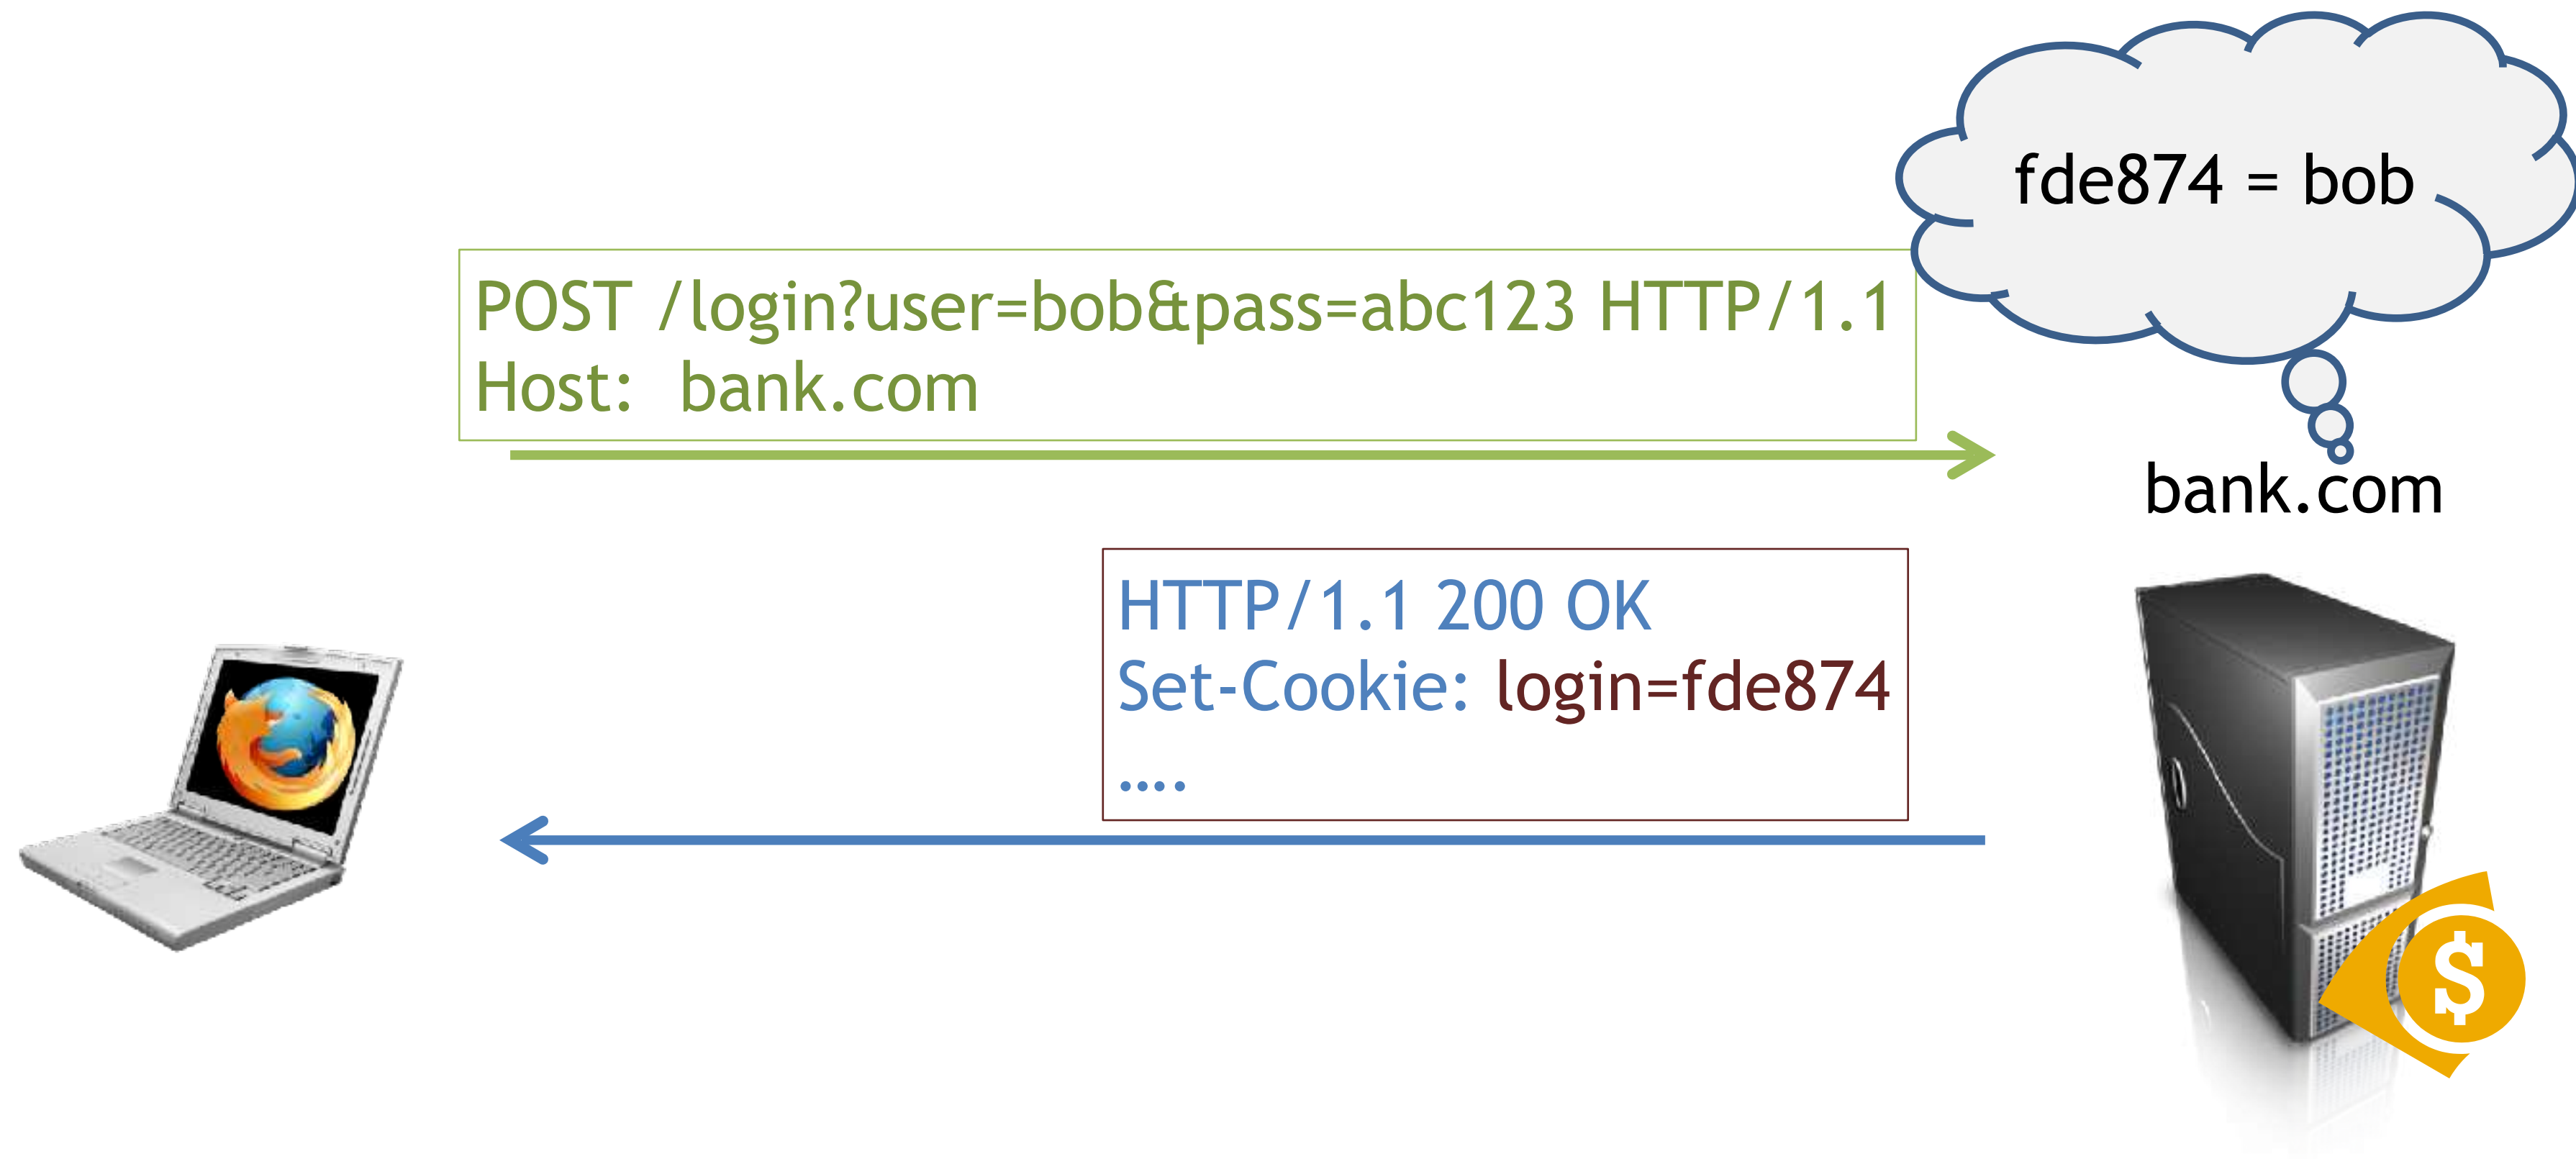 fde874 = bob
POST /login?user=bob&pass=abc123 HTTP/1.1
Host: bank.com
bank.com
HTTP/1.1 200 OK
Set-Cookie: login=fde874
....
$